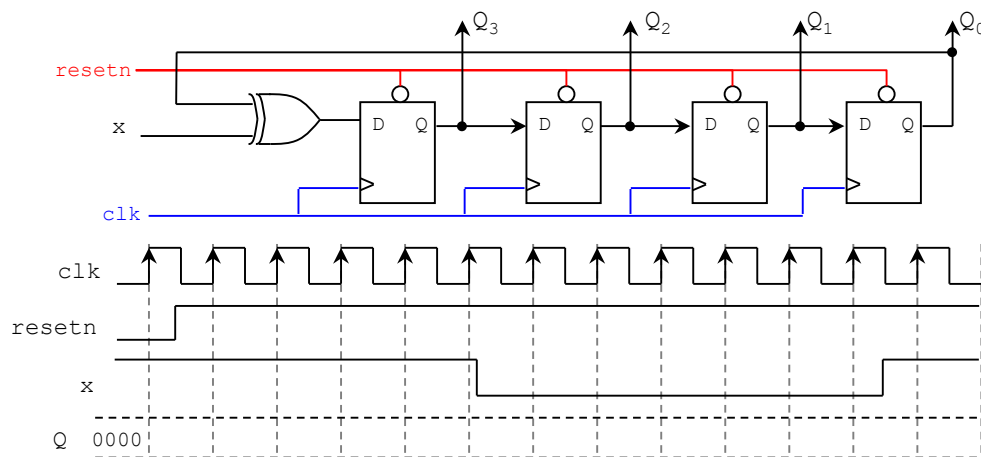 Q3 Q2 Q1 Q0
resetn
x
D Q D Q D Q D Q
clk
clk
resetn
x
Q 0000